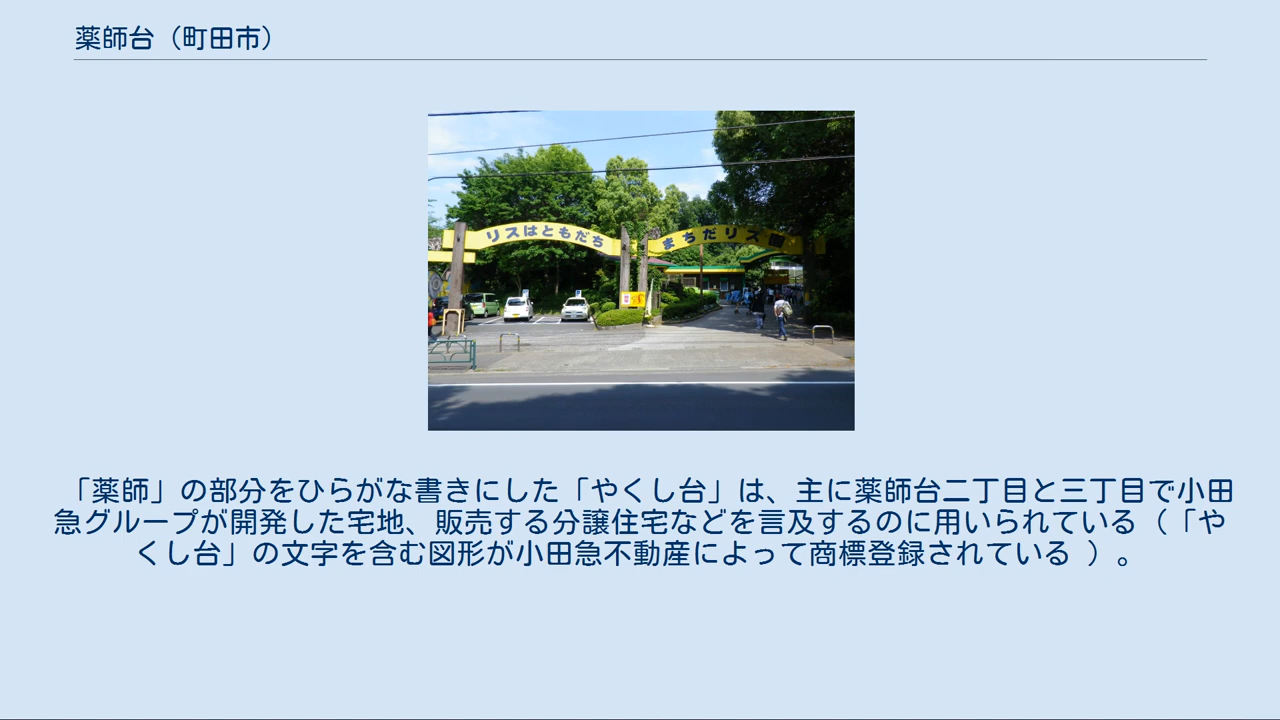 薬師台（町田市）
リスはともだち
まちだリス園
「薬師」の部分をひらがな書きにした「やくし台」は、主に薬師台二丁目と三丁目で小田
急グループが開発した宅地、販売する分譲住宅などを言及するのに用いられている（「や
くし台」の文字を含む図形が小田急不動産によって商標登録されている ）。